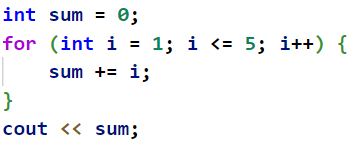 int sum = 0;
for (int i = 1; i <= 5; i++) {
    sum += i;
}
cout << sum;